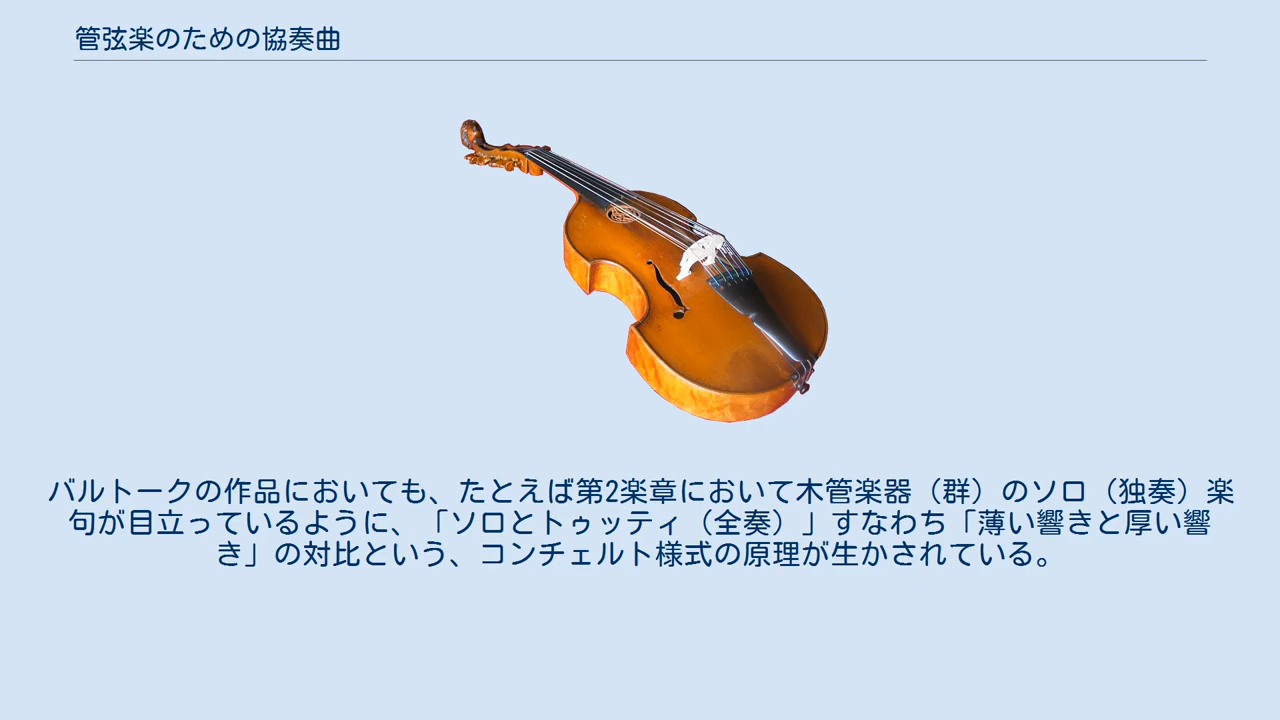 管弦楽のための協奏曲
バルトークの作品においても、たとえば第2楽章において木管楽器（群）のソロ（独奏）楽
句が目立っているように、「ソロとトゥッティ（全奏）」すなわち「薄い響きと厚い響
き」の対比という、コンチェルト様式の原理が生かされている。